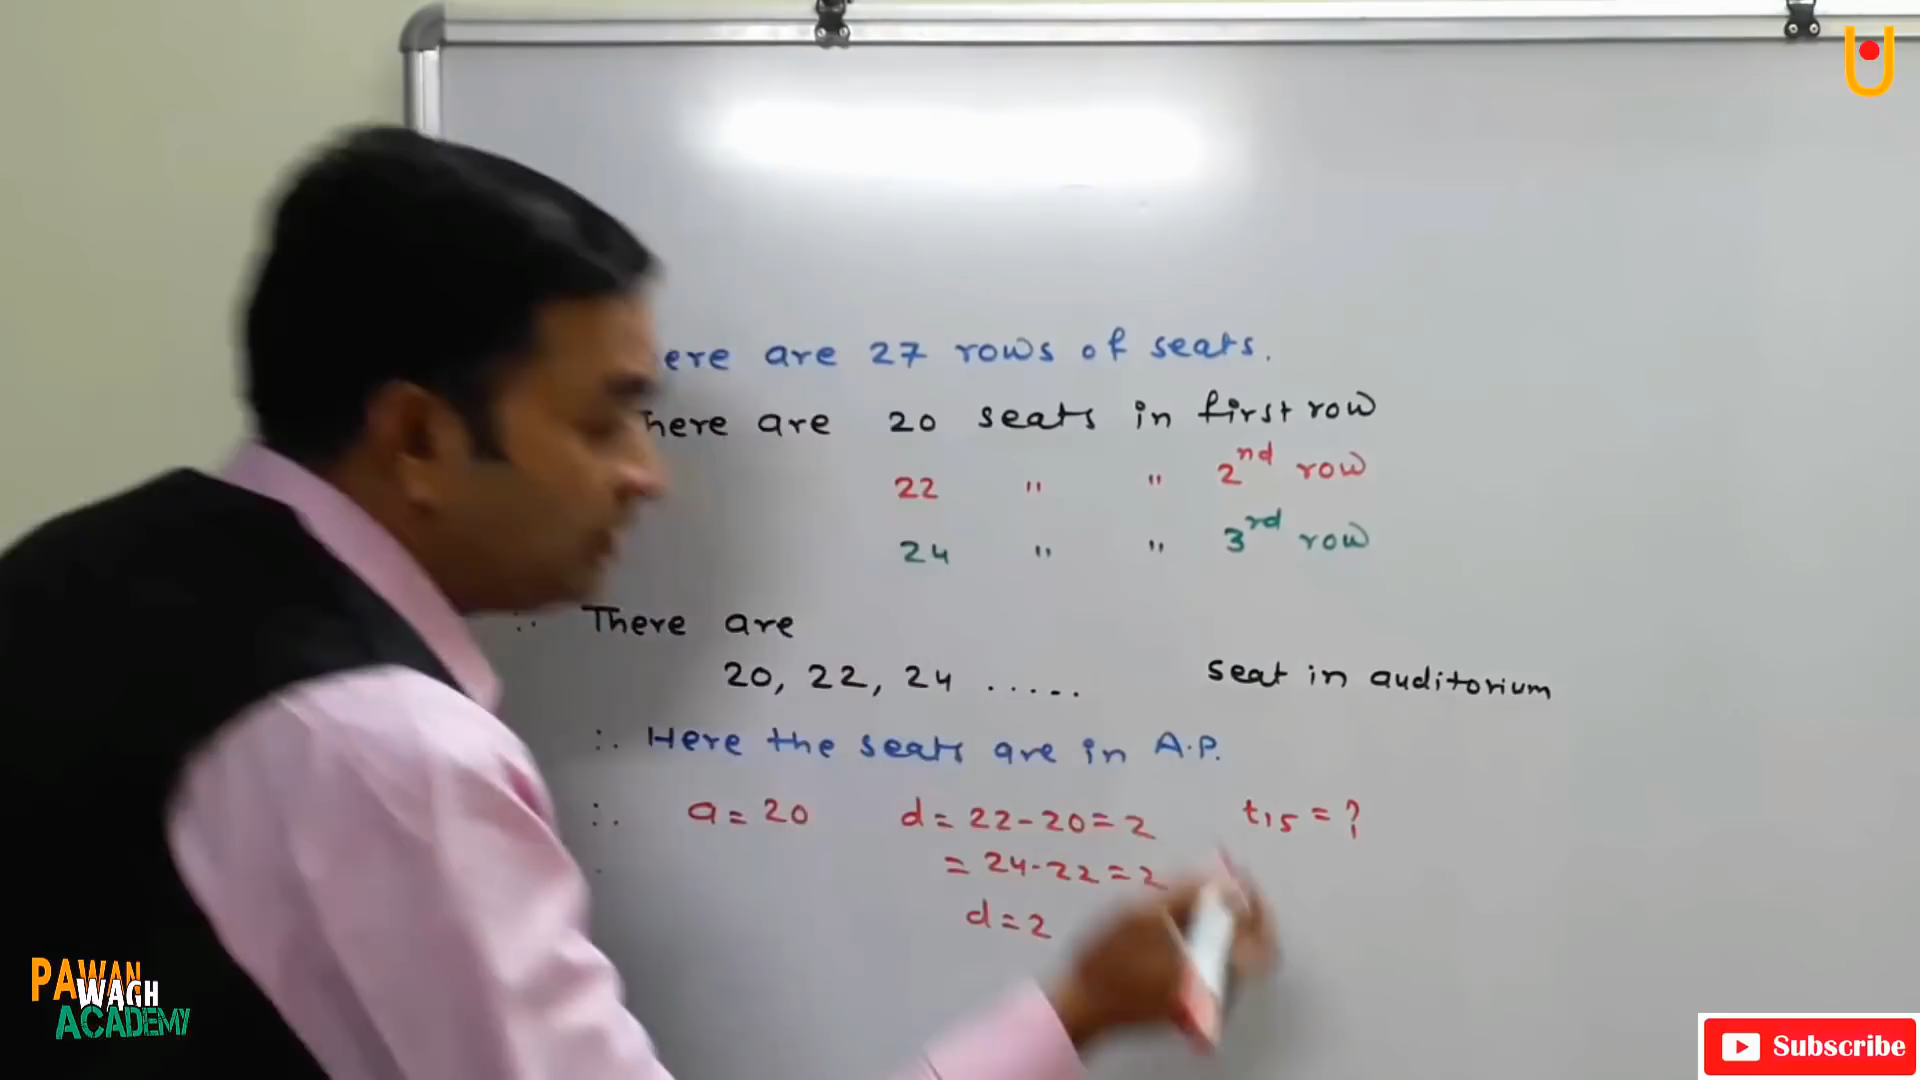 are 27 rows of seats.
are 20 seats in first row
22 " " 2nd row
24 " " 3rd row
∴ There are
20, 22, 24 ..... seat in auditorium
∴ Here the seats are in A.P.
∴ a = 20 d = 22 - 20 = 2 t15 = ?
= 24 - 22 = 2
d = 2
PAWAN
WAGH
ACADEMY
Subscribe